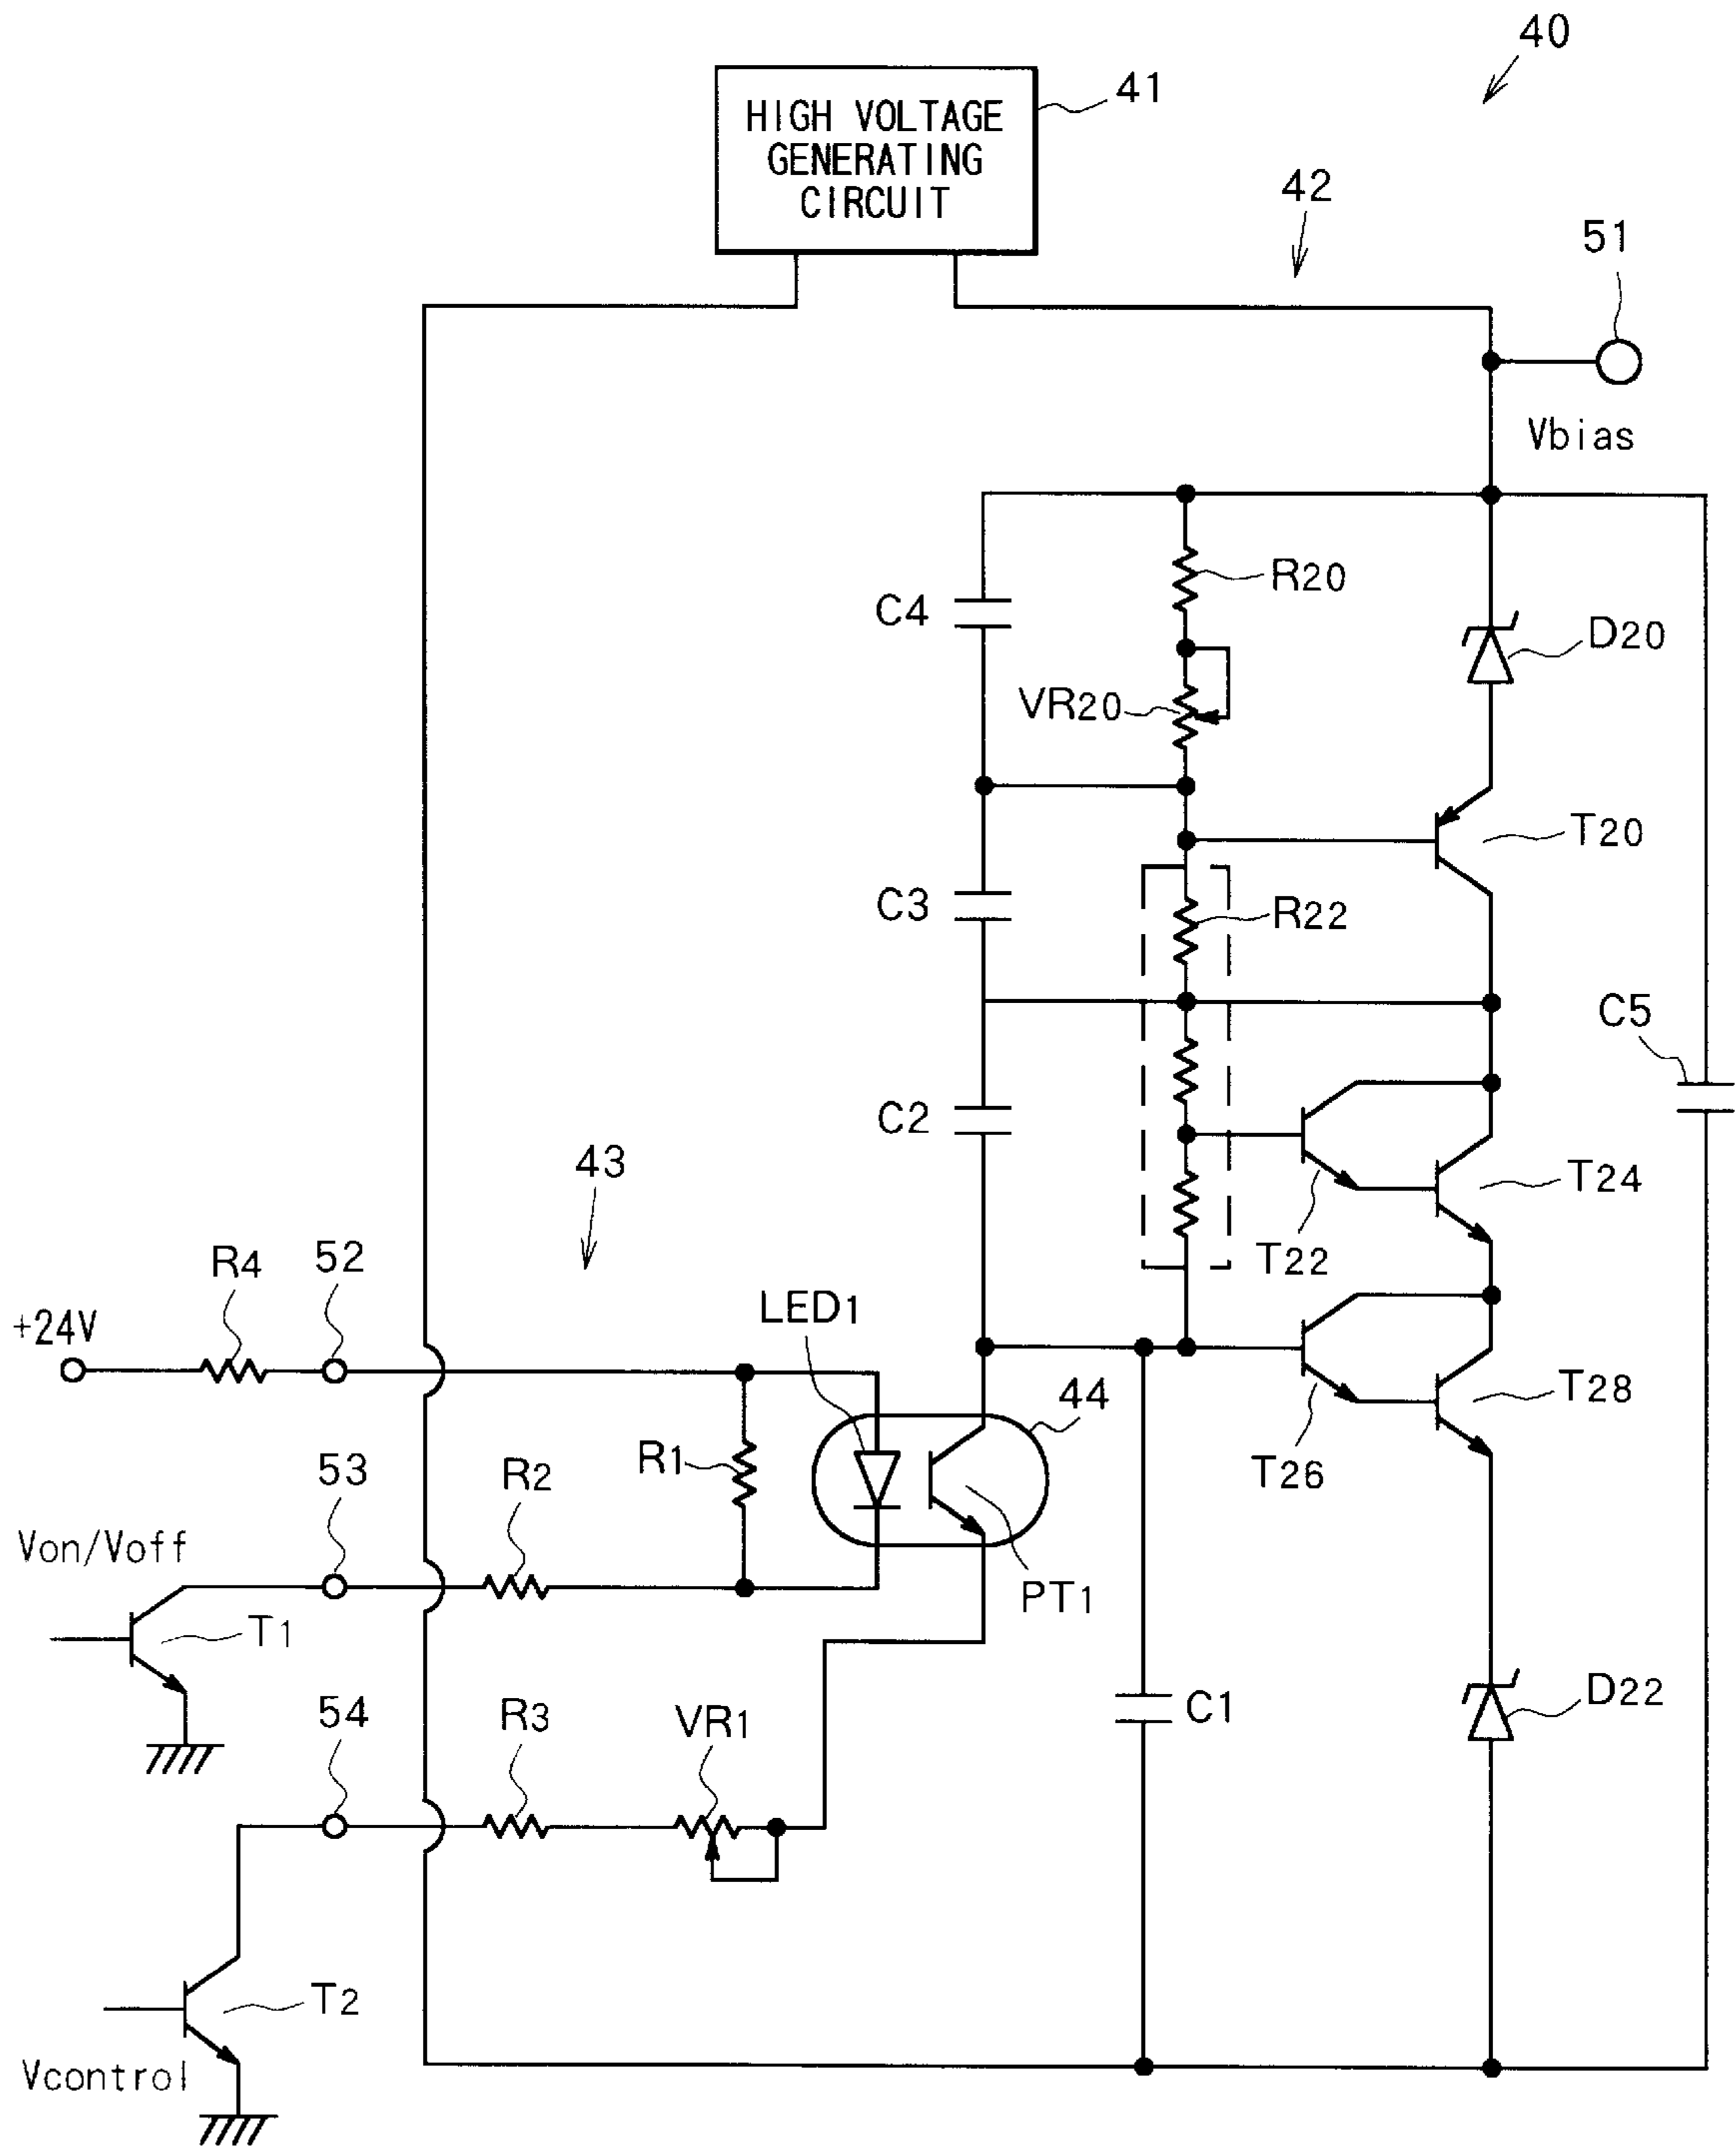 40
41
HIGH VOLTAGE
GENERATING
CIRCUIT
42
51
Vbias
R20
C4
D20
VR20
T20
C3
R22
C5
C2
43
T24
T22
R4
52
LED1
+24V
44
T28
R1
53
R2
T26
Von/Voff
PT1
T1
54
R3
VR1
C1
D22
T2
Vcontrol